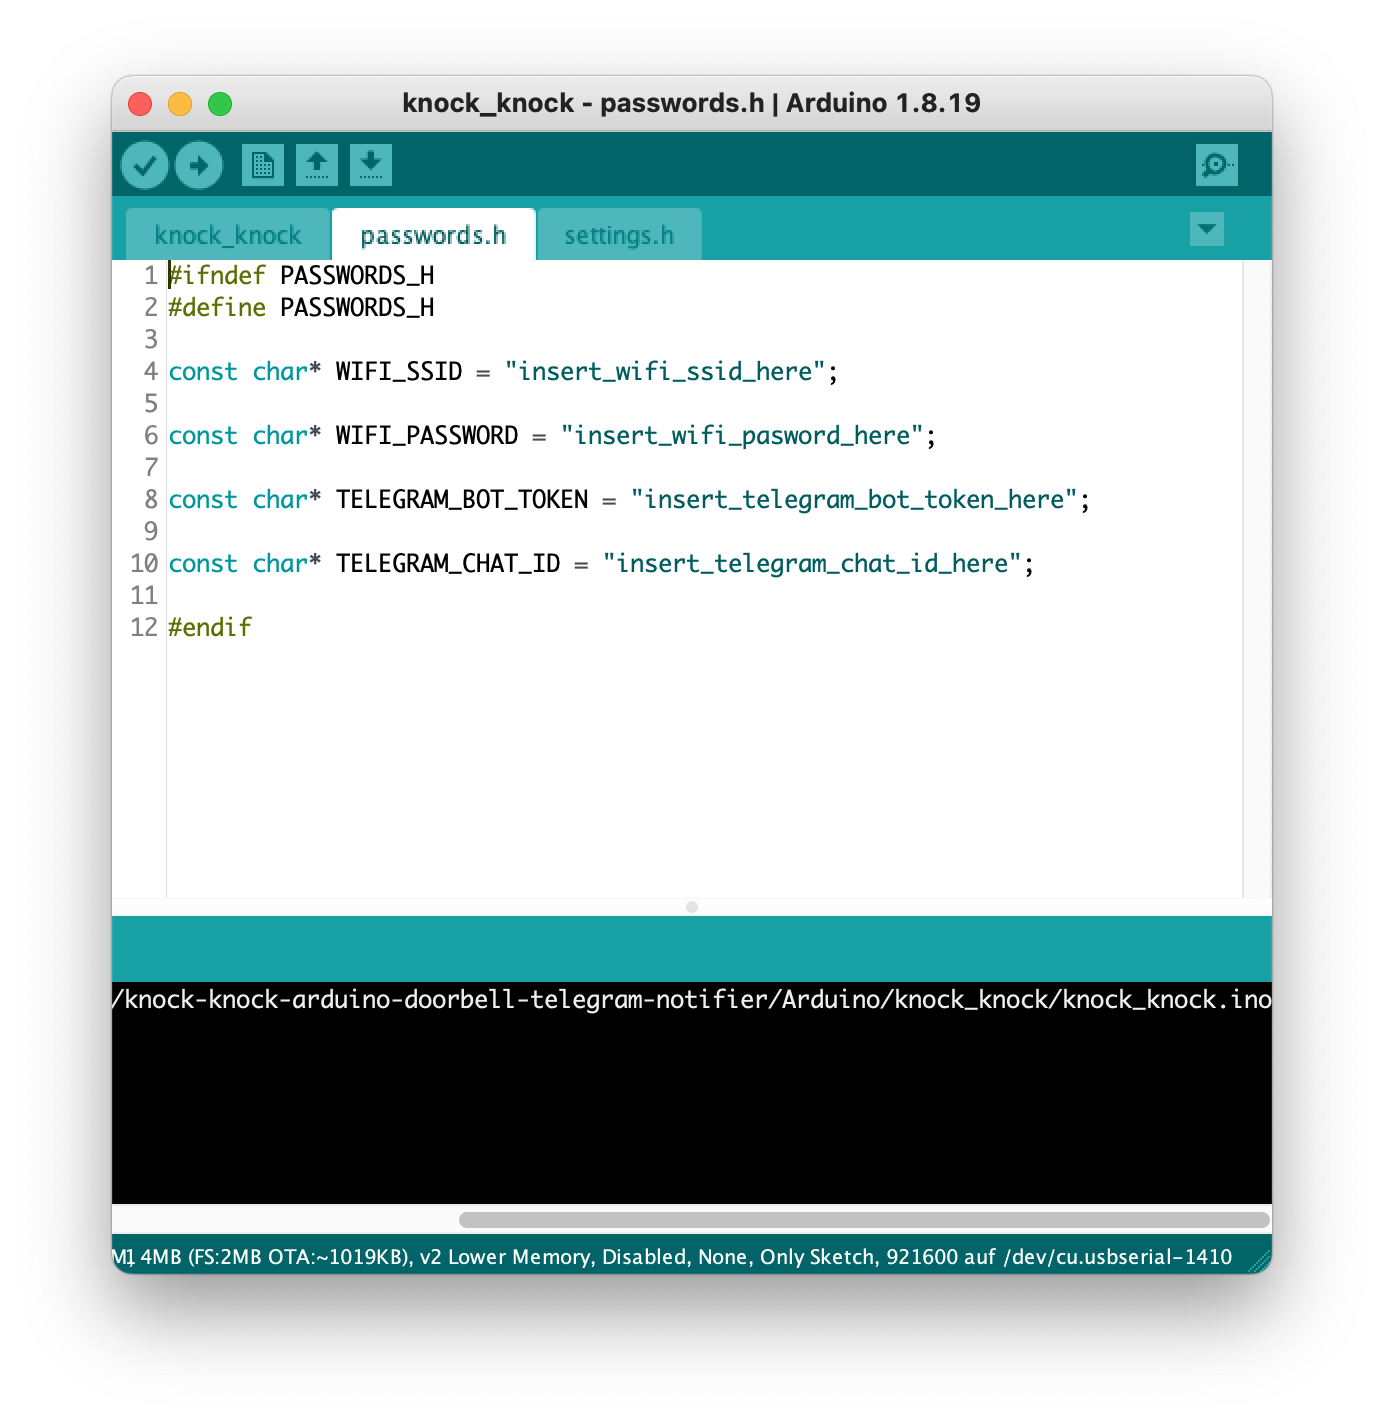 knock_knock - passwords.h | Arduino 1.8.19
knock_knock passwords.h settings.h
1 #ifndef PASSWORDS_H
2 #define PASSWORDS_H
3
4 const char* WIFI_SSID = "insert_wifi_ssid_here";
5
6 const char* WIFI_PASSWORD = "insert_wifi_pasword_here";
7
8 const char* TELEGRAM_BOT_TOKEN = "insert_telegram_bot_token_here";
9
10 const char* TELEGRAM_CHAT_ID = "insert_telegram_chat_id_here";
11
12 #endif
/knock-knock-arduino-doorbell-telegram-notifier/Arduino/knock_knock/knock_knock.ino
4MB (FS:2MB OTA:~1019KB), v2 Lower Memory, Disabled, None, Only Sketch, 921600 auf /dev/cu.usbserial-1410